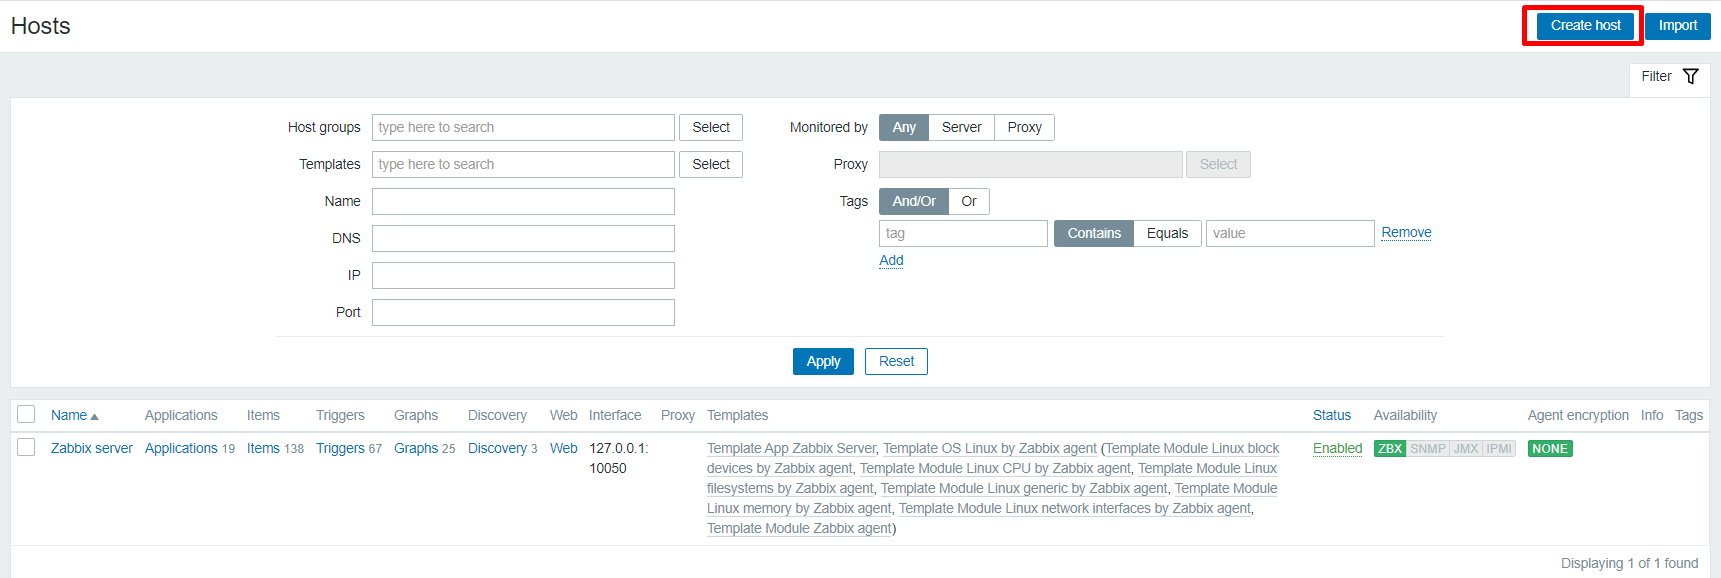 Hosts
Create host
Import
Filter
Host groups type here to search Select
Monitored by Any Server Proxy
Templates type here to search Select
Proxy Select
Name
Tags And/Or Or
DNS
tag Contains Equals value Remove
IP
Add
Port
Apply Reset
Name Applications Items Triggers Graphs Discovery Web Interface Proxy Templates Status Availability Agent encryption Info Tags
Zabbix server Applications 19 Items 138 Triggers 67 Graphs 25 Discovery 3 Web 127.0.0.1:
10050
Template App Zabbix Server, Template OS Linux by Zabbix agent (Template Module Linux block
devices by Zabbix agent, Template Module Linux CPU by Zabbix agent, Template Module Linux
filesystems by Zabbix agent, Template Module Linux generic by Zabbix agent, Template Module
Linux memory by Zabbix agent, Template Module Linux network interfaces by Zabbix agent,
Template Module Zabbix agent)
Enabled ZBX SNMP JMX IPMI NONE
Displaying 1 of 1 found